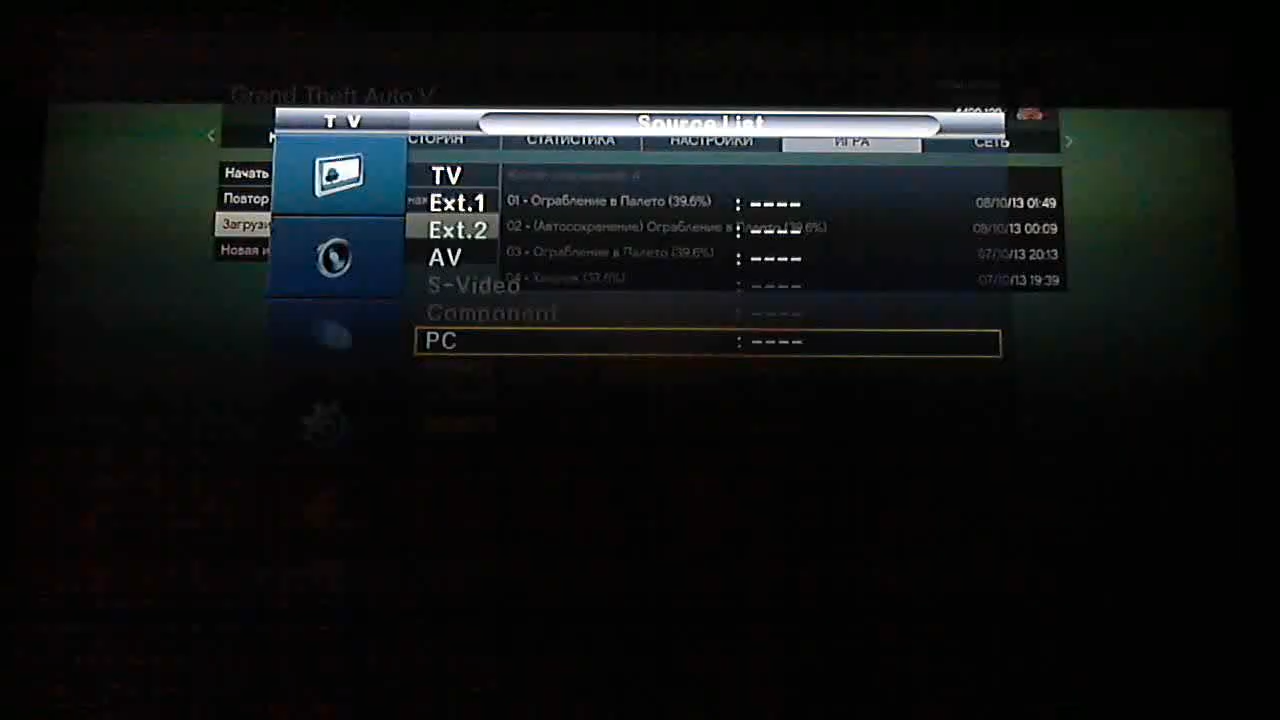 Grand Theft Auto V
TV Source List
СТАТИСТИКА НАСТРОЙКИ ИГРА СЕТЬ
Начать TV
Повтор Ext.1 01 - Ограбление в Палето (39.6%) : ---- 08/10/13 01:49
Ext.2 02 - (Автосохранение) Ограбление в Палето (39.6%) : ---- 08/10/13 00:09
Новая AV 03 - Ограбление в Палето (39.6%) : ---- 07/10/13 20:13
S-Video : ---- 07/10/13 19:39
Component : ----
PC : ----